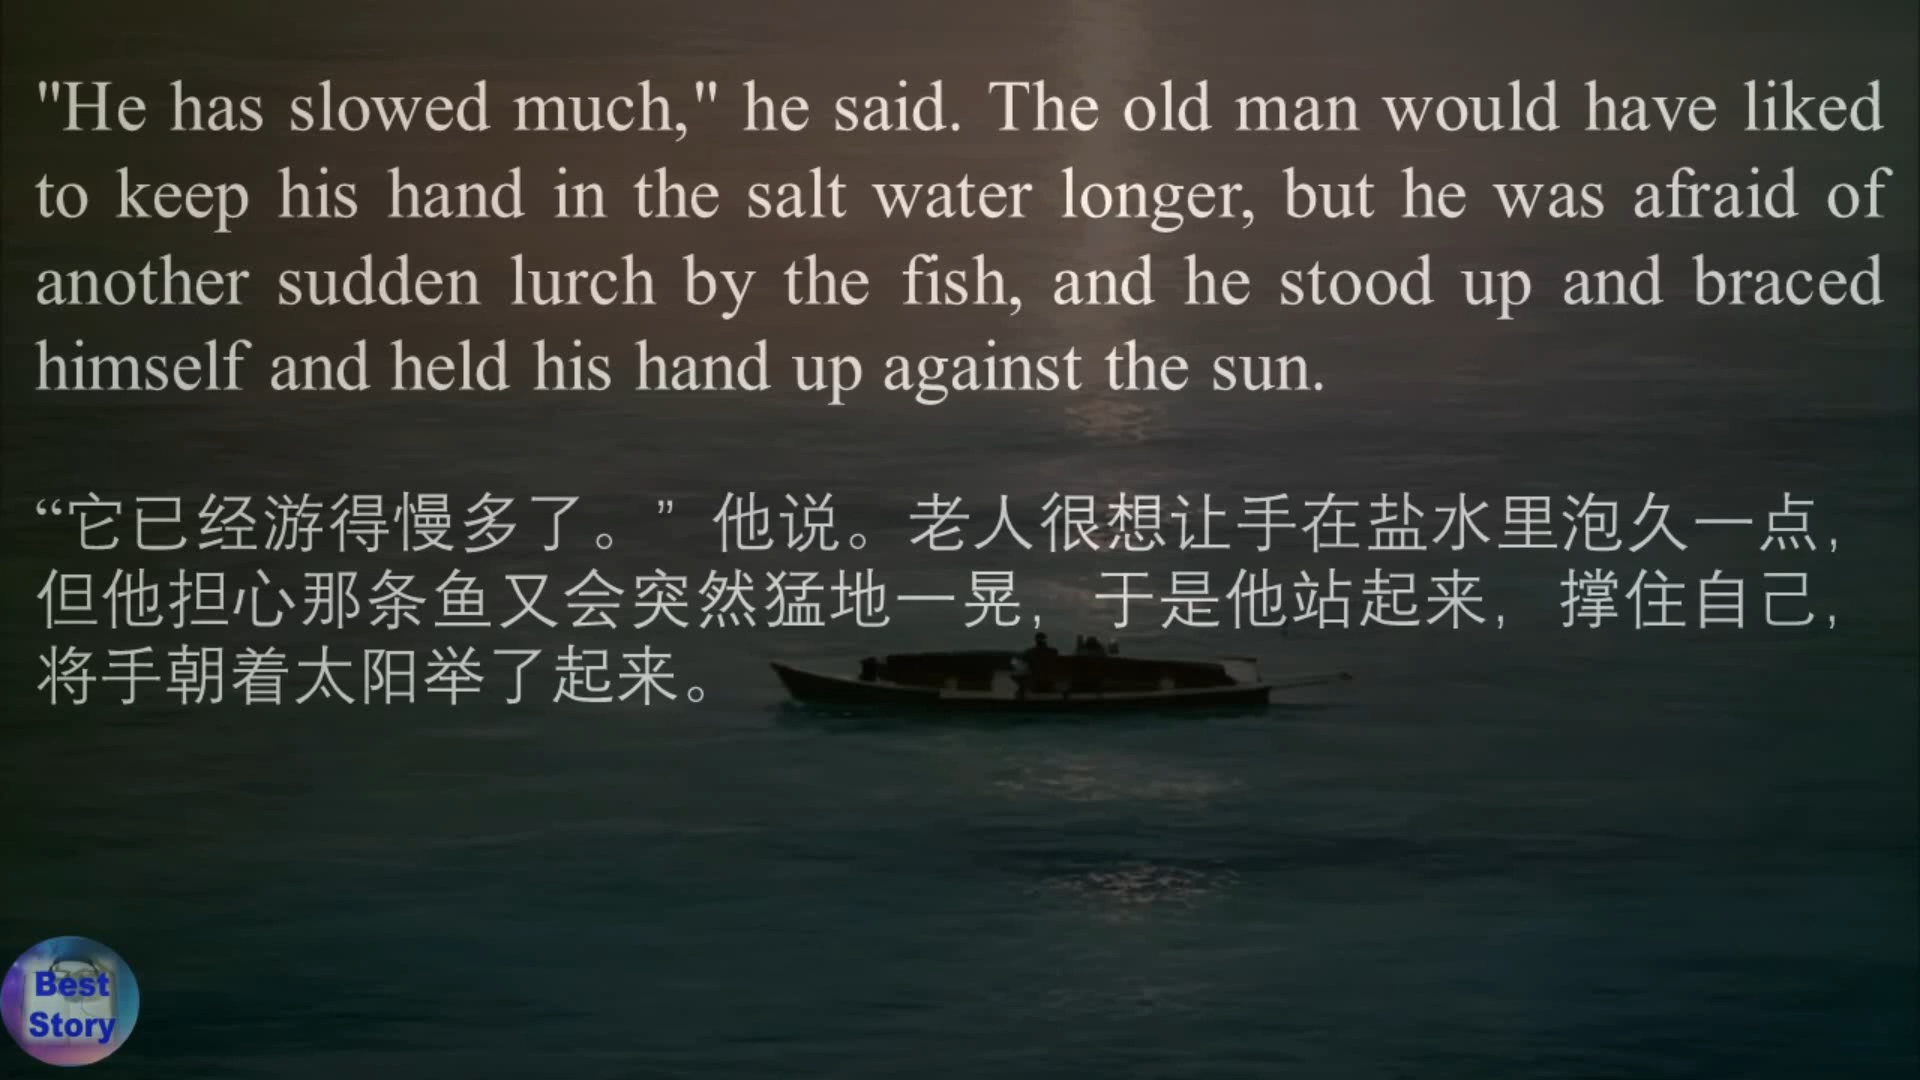 "He has slowed much," he said. The old man would have liked
to keep his hand in the salt water longer, but he was afraid of
another sudden lurch by the fish, and he stood up and braced
himself and held his hand up against the sun.
“它已经游得慢多了。”他说。老人很想让手在盐水里泡久一点，
但他担心那条鱼又会突然猛地一晃，于是他站起来，撑住自己，
将手朝着太阳举了起来。
Best
Story